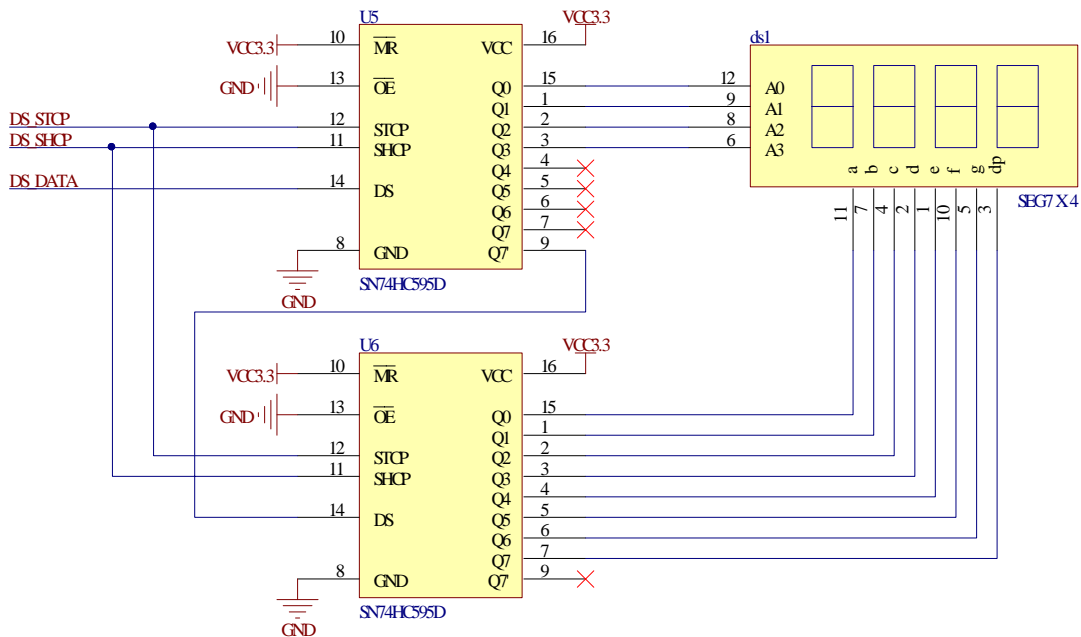 U5
VCC3.3
VCC3.3 10 MR VCC 16
ds1
GND 13 OE Q0 15 12 A0
Q1 1 9 A1
DS_STCP 12 STCP Q2 2 8 A2
DS_SHCP 11 SHCP Q3 3 6 A3
Q4 4
a b c d e f g dp
DS_DATA 14 DS Q5 5
Q6 6
SEG7 X 4
11 7 4 2 1 10 5 3
Q7 7
8 GND Q7' 9
SN74HC595D
GND
U6
VCC3.3
VCC3.3 10 MR VCC 16
GND 13 OE Q0 15
Q1 1
12 STCP Q2 2
11 SHCP Q3 3
Q4 4
14 DS Q5 5
Q6 6
Q7 7
8 GND Q7' 9
SN74HC595D
GND